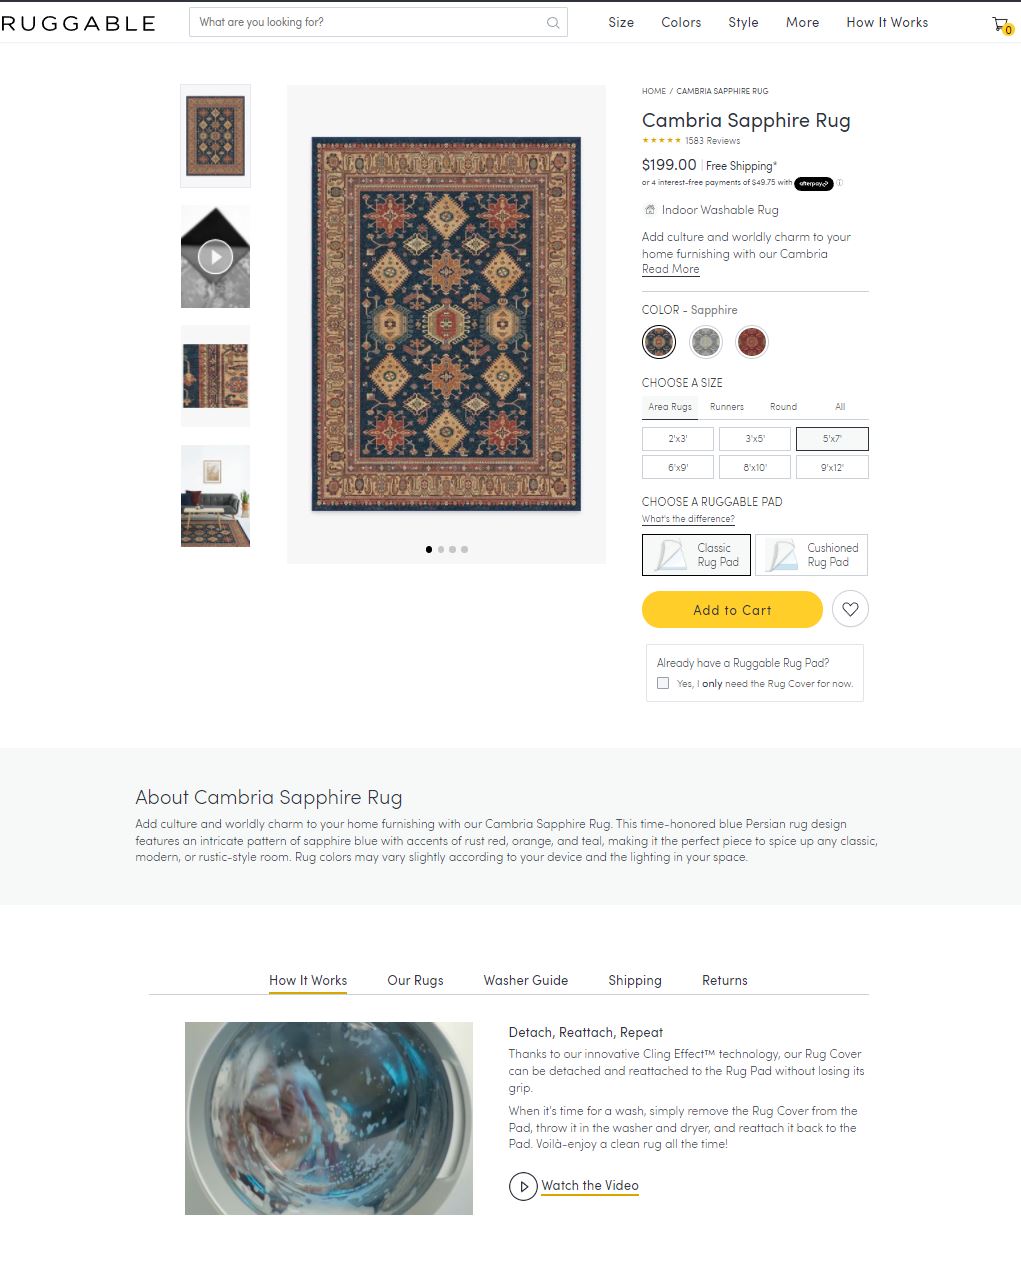 RUGGABLE
What are you looking for?
Size Colors Style More How It Works
0
HOME / CAMBRIA SAPPHIRE RUG
Cambria Sapphire Rug
★★★★★ 1583 Reviews
$199.00 | Free Shipping*
or 4 interest-free payments of $49.75 with afterpay ⓘ
Indoor Washable Rug
Add culture and worldly charm to your
home furnishing with our Cambria
Read More
COLOR - Sapphire
CHOOSE A SIZE
Area Rugs Runners Round All
2'x3' 3'x5' 5'x7'
6'x9' 8'x10' 9'x12'
CHOOSE A RUGGABLE PAD
What's the difference?
Classic
Rug Pad
Cushioned
Rug Pad
Add to Cart
Already have a Ruggable Rug Pad?
Yes, I only need the Rug Cover for now.
About Cambria Sapphire Rug
Add culture and worldly charm to your home furnishing with our Cambria Sapphire Rug. This time-honored blue Persian rug design
features an intricate pattern of sapphire blue with accents of rust red, orange, and teal, making it the perfect piece to spice up any classic,
modern, or rustic-style room. Rug colors may vary slightly according to your device and the lighting in your space.
How It Works Our Rugs Washer Guide Shipping Returns
Detach, Reattach, Repeat
Thanks to our innovative Cling Effect™ technology, our Rug Cover
can be detached and reattached to the Rug Pad without losing its
grip.
When it's time for a wash, simply remove the Rug Cover from the
Pad, throw it in the washer and dryer, and reattach it back to the
Pad. Voilà-enjoy a clean rug all the time!
Watch the Video